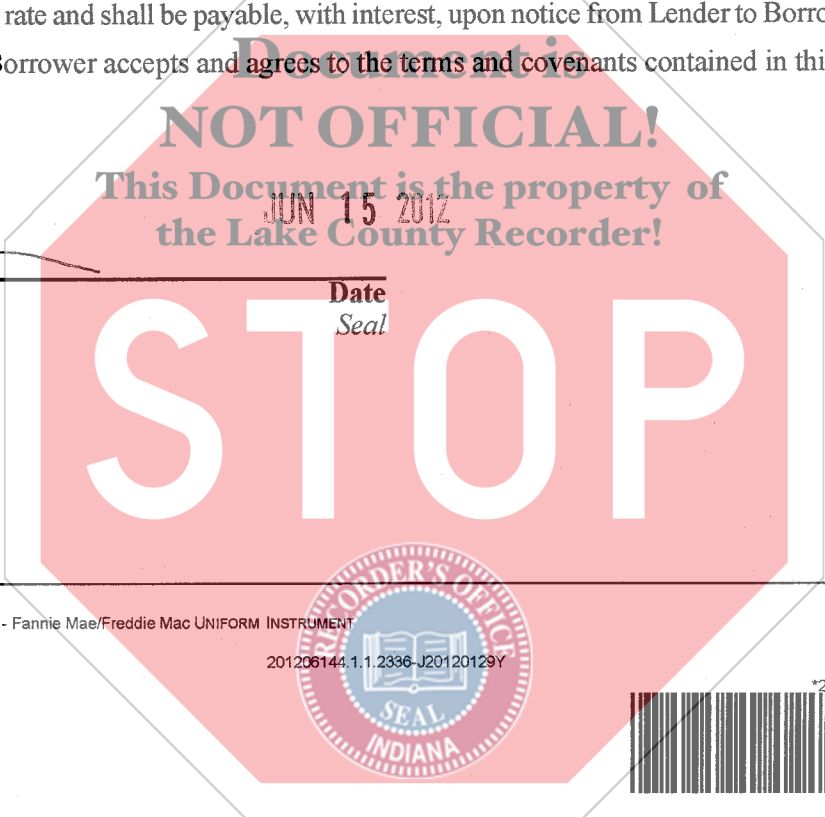 rate and shall be payable, with interest, upon notice from Lender to Borro
Document is
orrower accepts and agrees to the terms and covenants contained in thi
NOT OFFICIAL!
This Document is the property of
JUN 15 2012
the Lake County Recorder!
Date
Seal
STOP
RECORDER'S OFFICE
- Fannie Mae/Freddie Mac UNIFORM INSTRUMENT
201206144.1.1.2336-J20120129Y
*2
SEAL
INDIANA